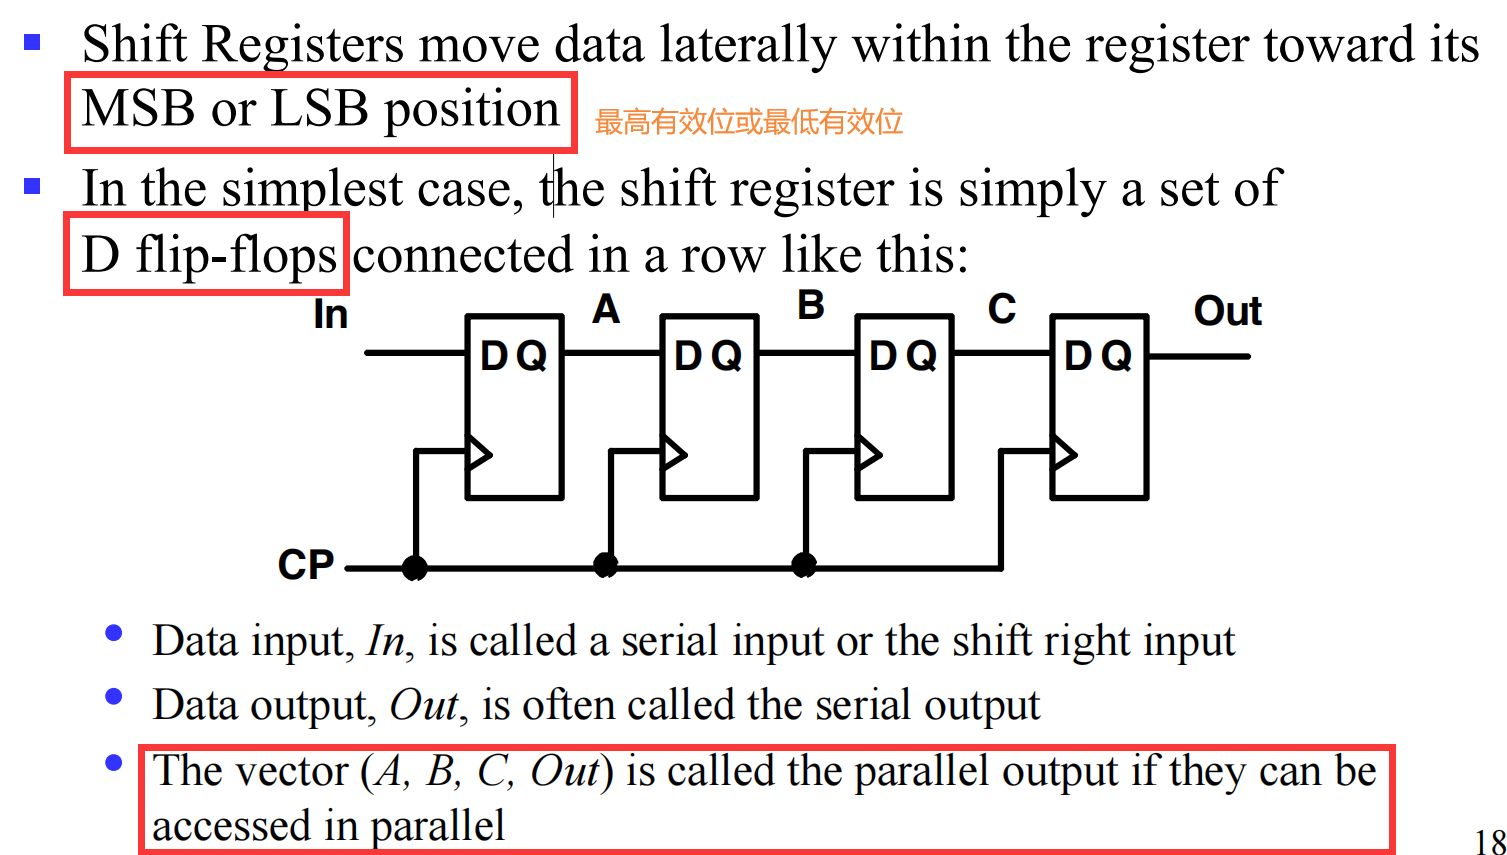 Shift Registers move data laterally within the register toward its
MSB or LSB position
最高有效位或最低有效位
In the simplest case, the shift register is simply a set of
D flip-flops connected in a row like this:
In A B C Out
D Q D Q D Q D Q
CP
Data input, In, is called a serial input or the shift right input
Data output, Out, is often called the serial output
The vector (A, B, C, Out) is called the parallel output if they can be
accessed in parallel
18